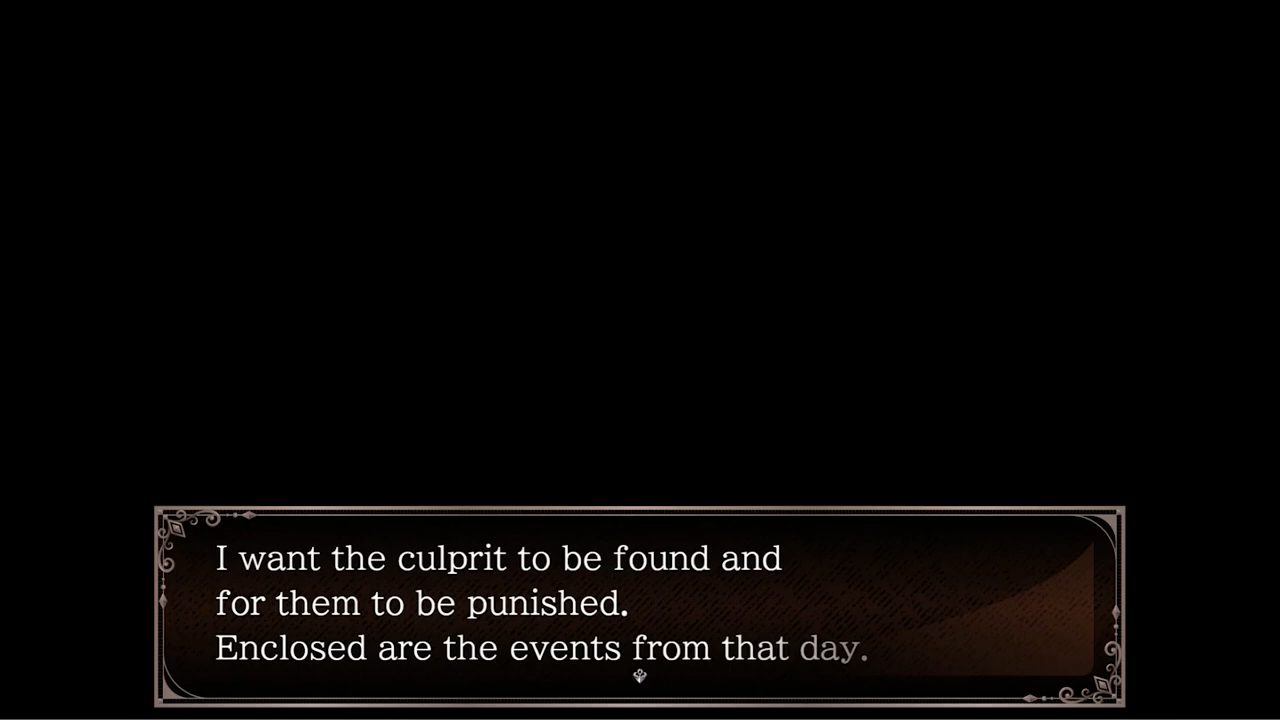 I want the culprit to be found and
for them to be punished.
Enclosed are the events from that day.